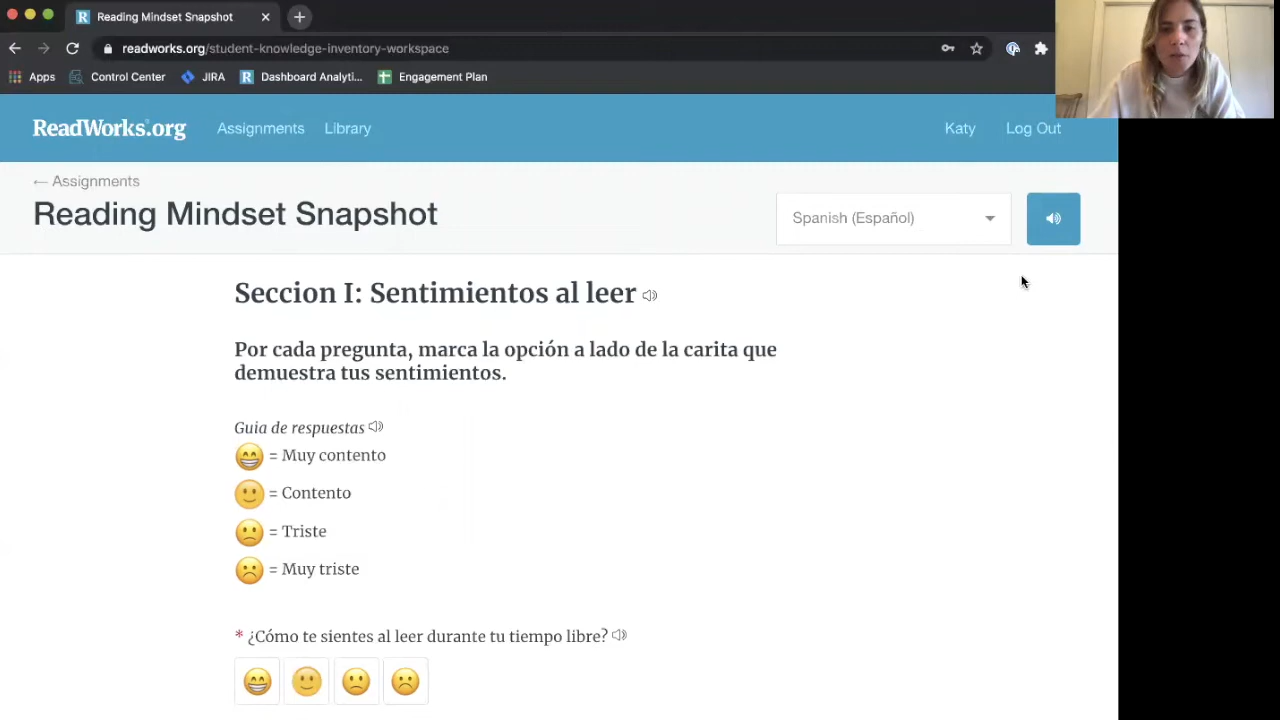 Reading Mindset Snapshot
readworks.org/student-knowledge-inventory-workspace
Apps Control Center JIRA Dashboard Analyti... Engagement Plan
ReadWorks.org Assignments Library Katy Log Out
← Assignments
Reading Mindset Snapshot
Spanish (Español)
Seccion I: Sentimientos al leer
Por cada pregunta, marca la opción a lado de la carita que
demuestra tus sentimientos.
Guia de respuestas
= Muy contento
= Contento
= Triste
= Muy triste
* ¿Cómo te sientes al leer durante tu tiempo libre?